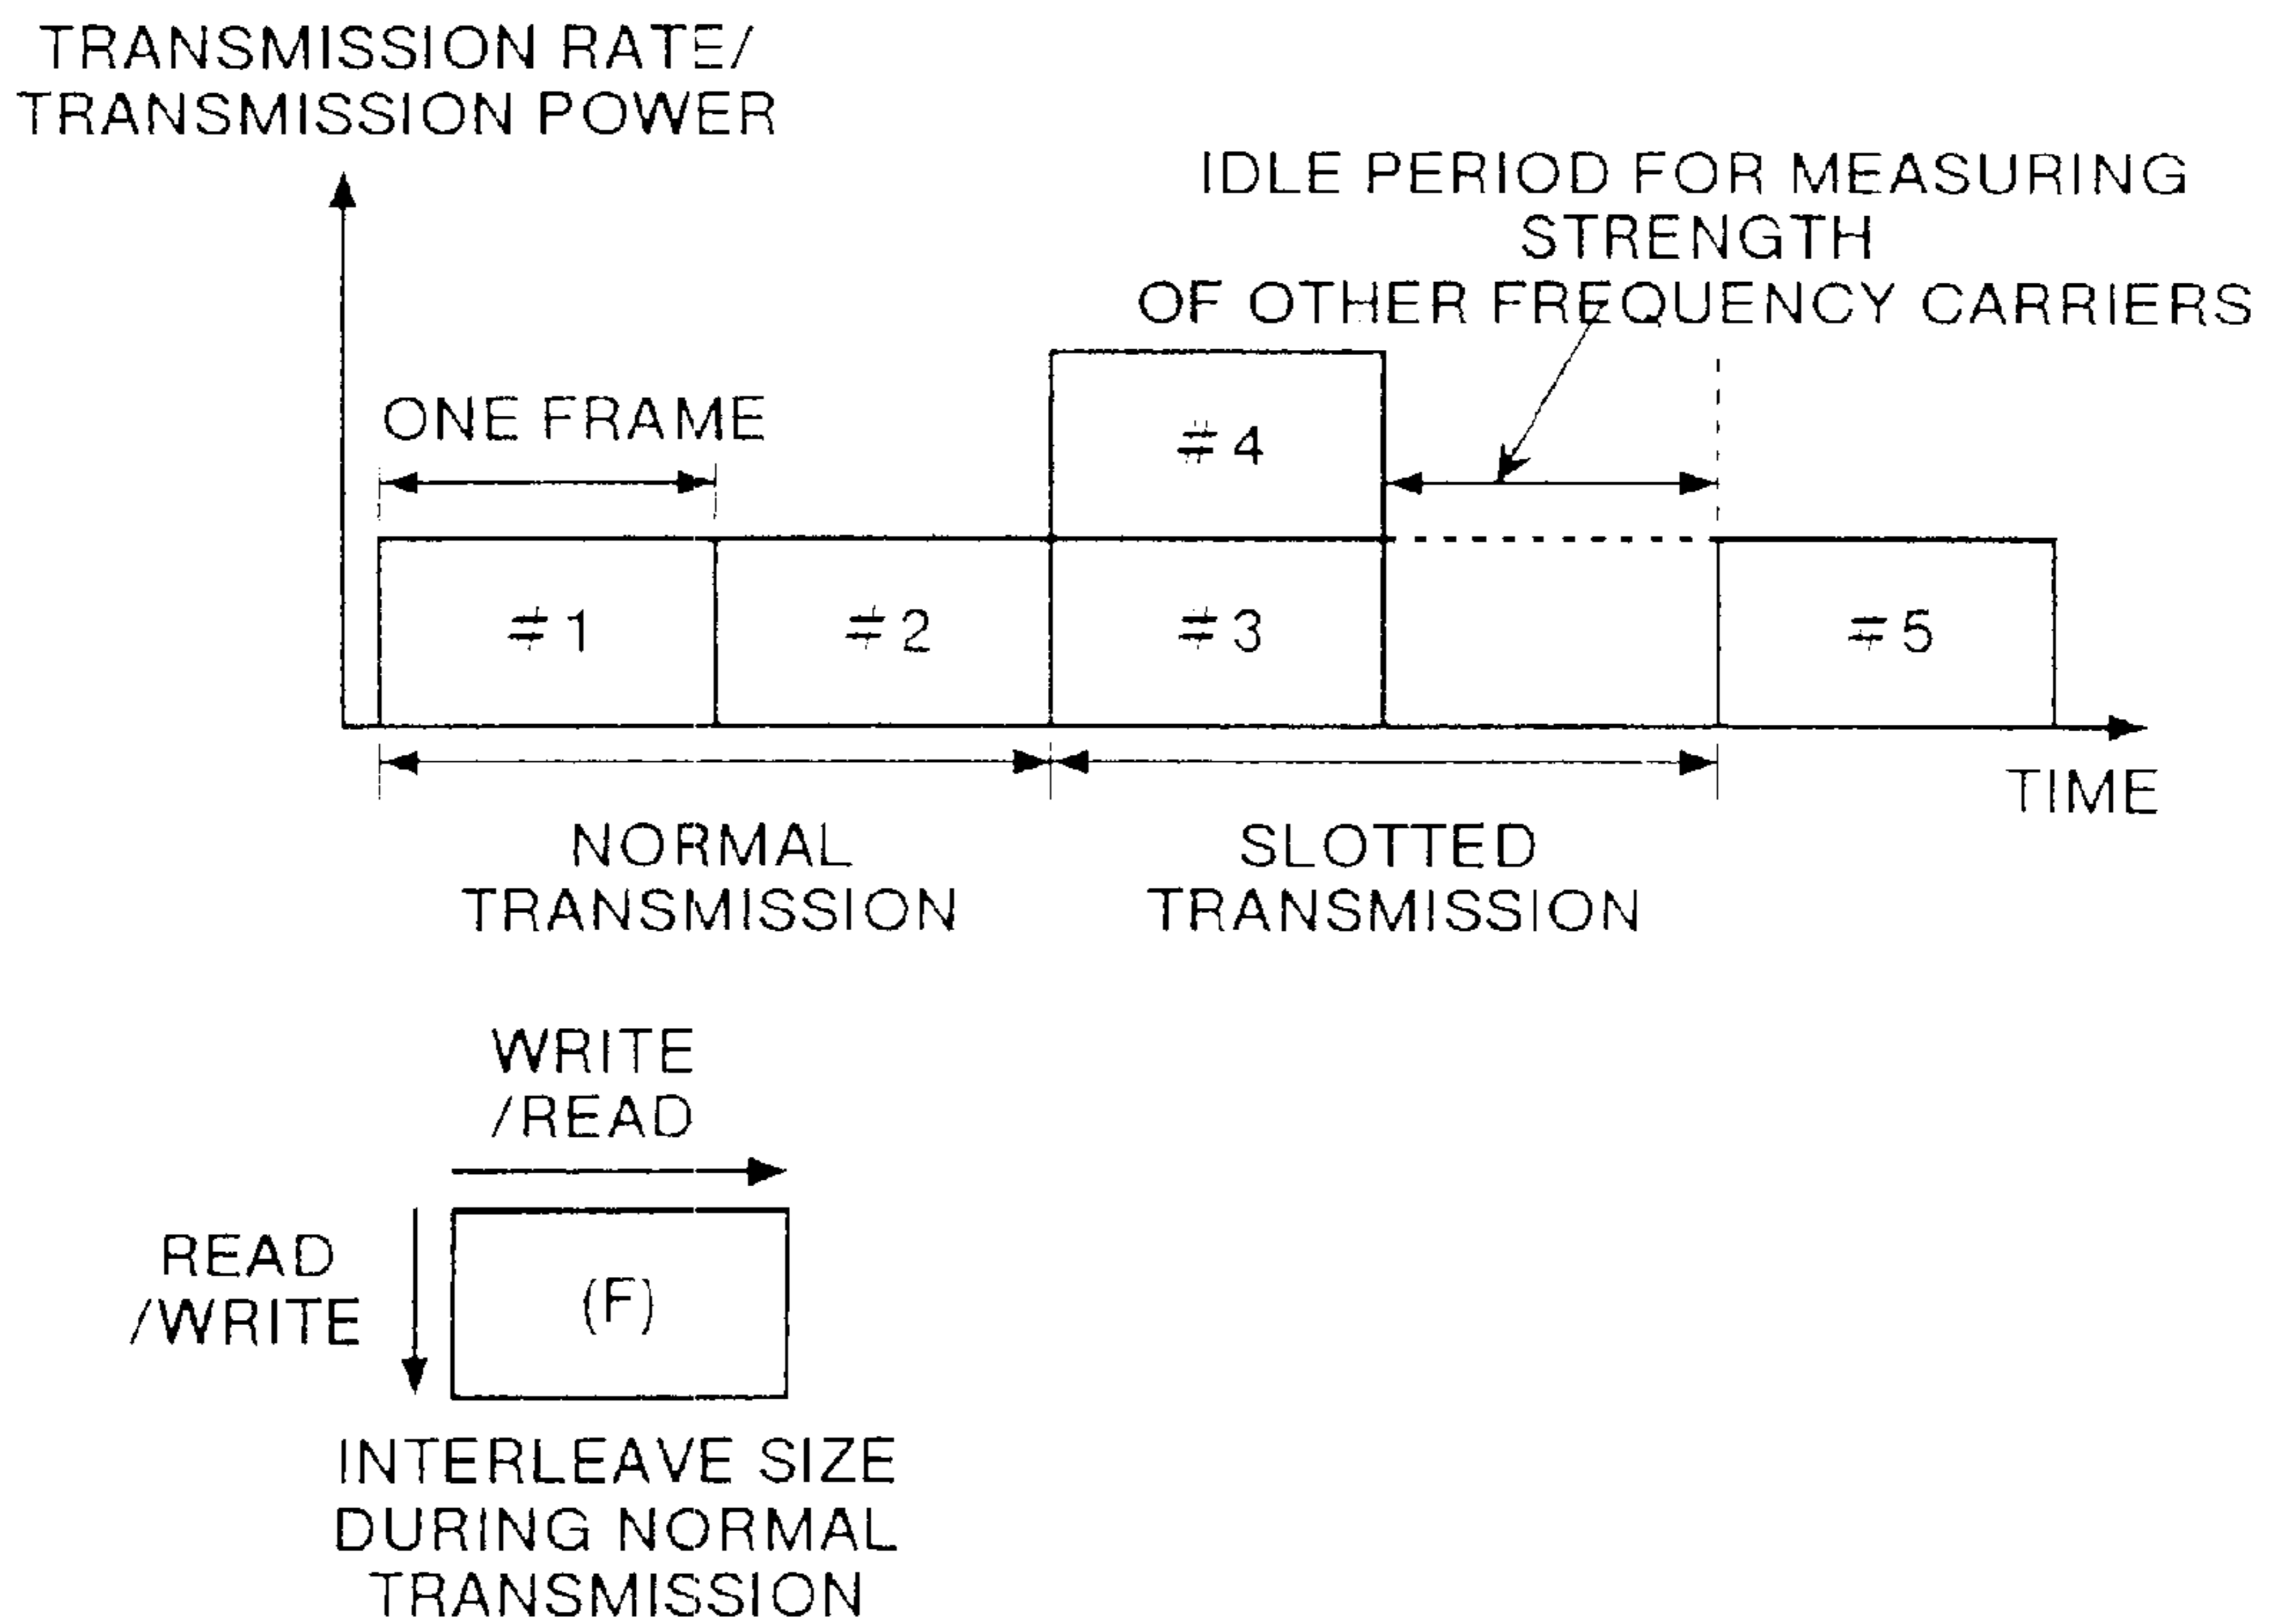 TRANSMISSION RATE/
TRANSMISSION POWER
IDLE PERIOD FOR MEASURING
STRENGTH
OF OTHER FREQUENCY CARRIERS
ONE FRAME
#4
#1
#2
#3
#5
TIME
NORMAL
TRANSMISSION
SLOTTED
TRANSMISSION
WRITE
/READ
READ
/WRITE
(F)
INTERLEAVE SIZE
DURING NORMAL
TRANSMISSION